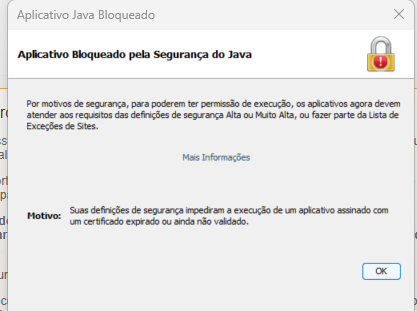 Aplicativo Java Bloqueado
Aplicativo Bloqueado pela Segurança do Java
Por motivos de segurança, para poderem ter permissão de execução, os aplicativos agora devem
atender aos requisitos das definições de segurança Alta ou Muito Alta, ou fazer parte da Lista de
Exceções de Sites.
Mais Informações
Motivo: Suas definições de segurança impediram a execução de um aplicativo assinado com
um certificado expirado ou ainda não validado.
OK